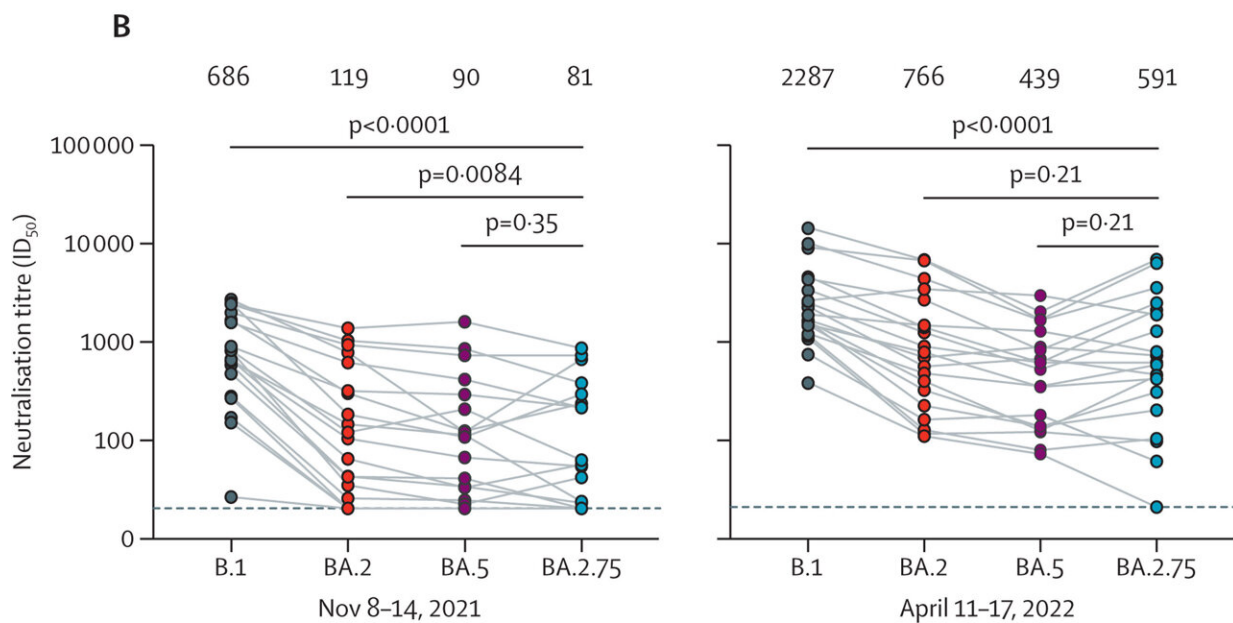 B
686 119 90 81 2287 766 439 591
p<0·0001 p<0·0001
100 000
p=0·0084 p=0·21
p=0·35 p=0·21
10 000
1000
100
0
Neutralisation titre (ID50)
B.1 BA.2 BA.5 BA.2.75 B.1 BA.2 BA.5 BA.2.75
Nov 8–14, 2021 April 11–17, 2022